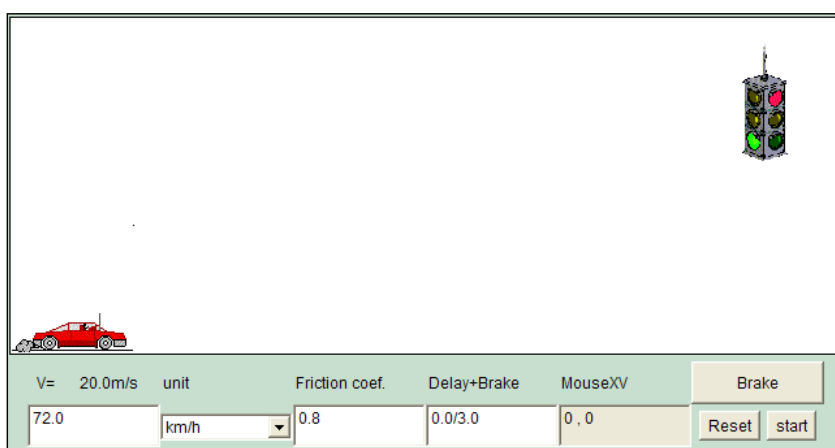 V= 20.0m/s unit Friction coef. Delay+Brake MouseXV Brake
72.0 km/h 0.8 0.0/3.0 0 , 0 Reset start